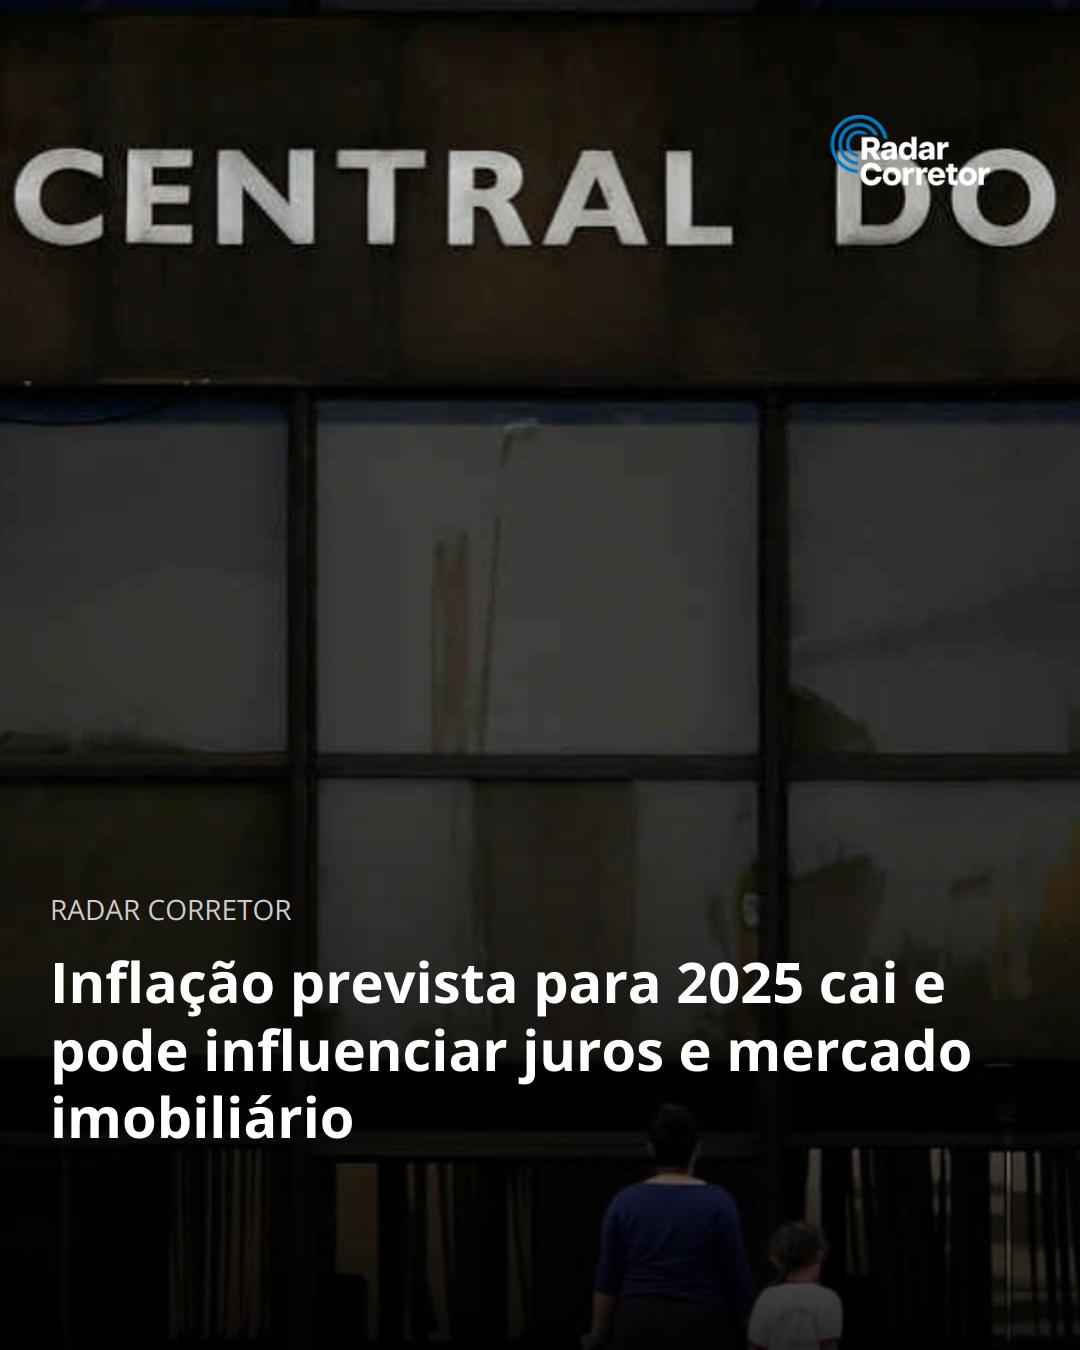 CENTRAL DO
Radar
Corretor
RADAR CORRETOR
Inflação prevista para 2025 cai e
pode influenciar juros e mercado
imobiliário